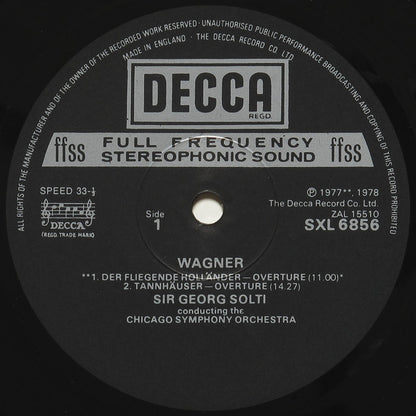 ALL RIGHTS OF THE MANUFACTURER AND OF THE OWNER OF THE RECORDED WORK RESERVED · UNAUTHORISED PUBLIC PERFORMANCE BROADCASTING AND COPYING OF THIS RECORD PROHIBITED
MADE IN ENGLAND · THE DECCA RECORD CO LTD
DECCA
REGD.
ffss FULL FREQUENCY STEREOPHONIC SOUND ffss
SPEED 33-⅓
DECCA
(REGD. TRADE MARK)
Side
1
Ⓟ 1977**, 1978
The Decca Record Co. Ltd.
ZAL 15510
SXL 6856
WAGNER
**1. DER FLIEGENDE HOLLÄNDER — OVERTURE (11.00)*
2. TANNHÄUSER — OVERTURE (14.27)
SIR GEORG SOLTI
conducting the
CHICAGO SYMPHONY ORCHESTRA